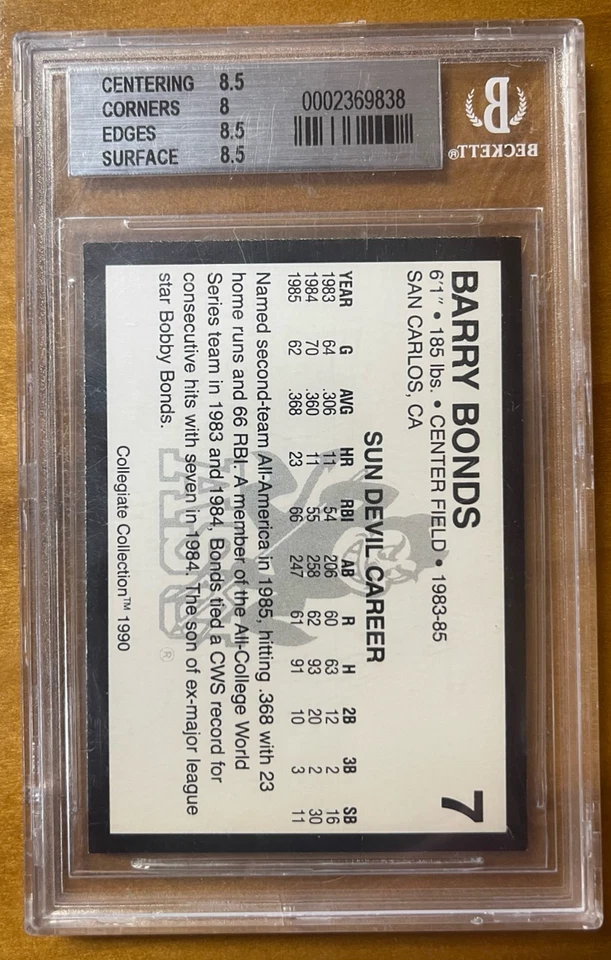 CENTERING 8.5
CORNERS 8
EDGES 8.5
SURFACE 8.5
0002369838
B
BECKETT®
BARRY BONDS 7
6'1" • 185 lbs. • CENTER FIELD • 1983-85
SAN CARLOS, CA
SUN DEVIL CAREER
YEAR G AVG HR RBI AB R H 2B 3B SB
1983 64 .306 11 54 206 60 63 12 2 16
1984 70 .360 11 55 258 62 93 20 2 30
1985 62 .368 23 66 247 61 91 10 3 11
Named second-team All-America in 1985, hitting .368 with 23
home runs and 66 RBI. A member of the All-College World
Series team in 1983 and 1984, Bonds tied a CWS record for
consecutive hits with seven in 1984. The son of ex-major league
star Bobby Bonds.
ASU
®
Collegiate Collection™ 1990